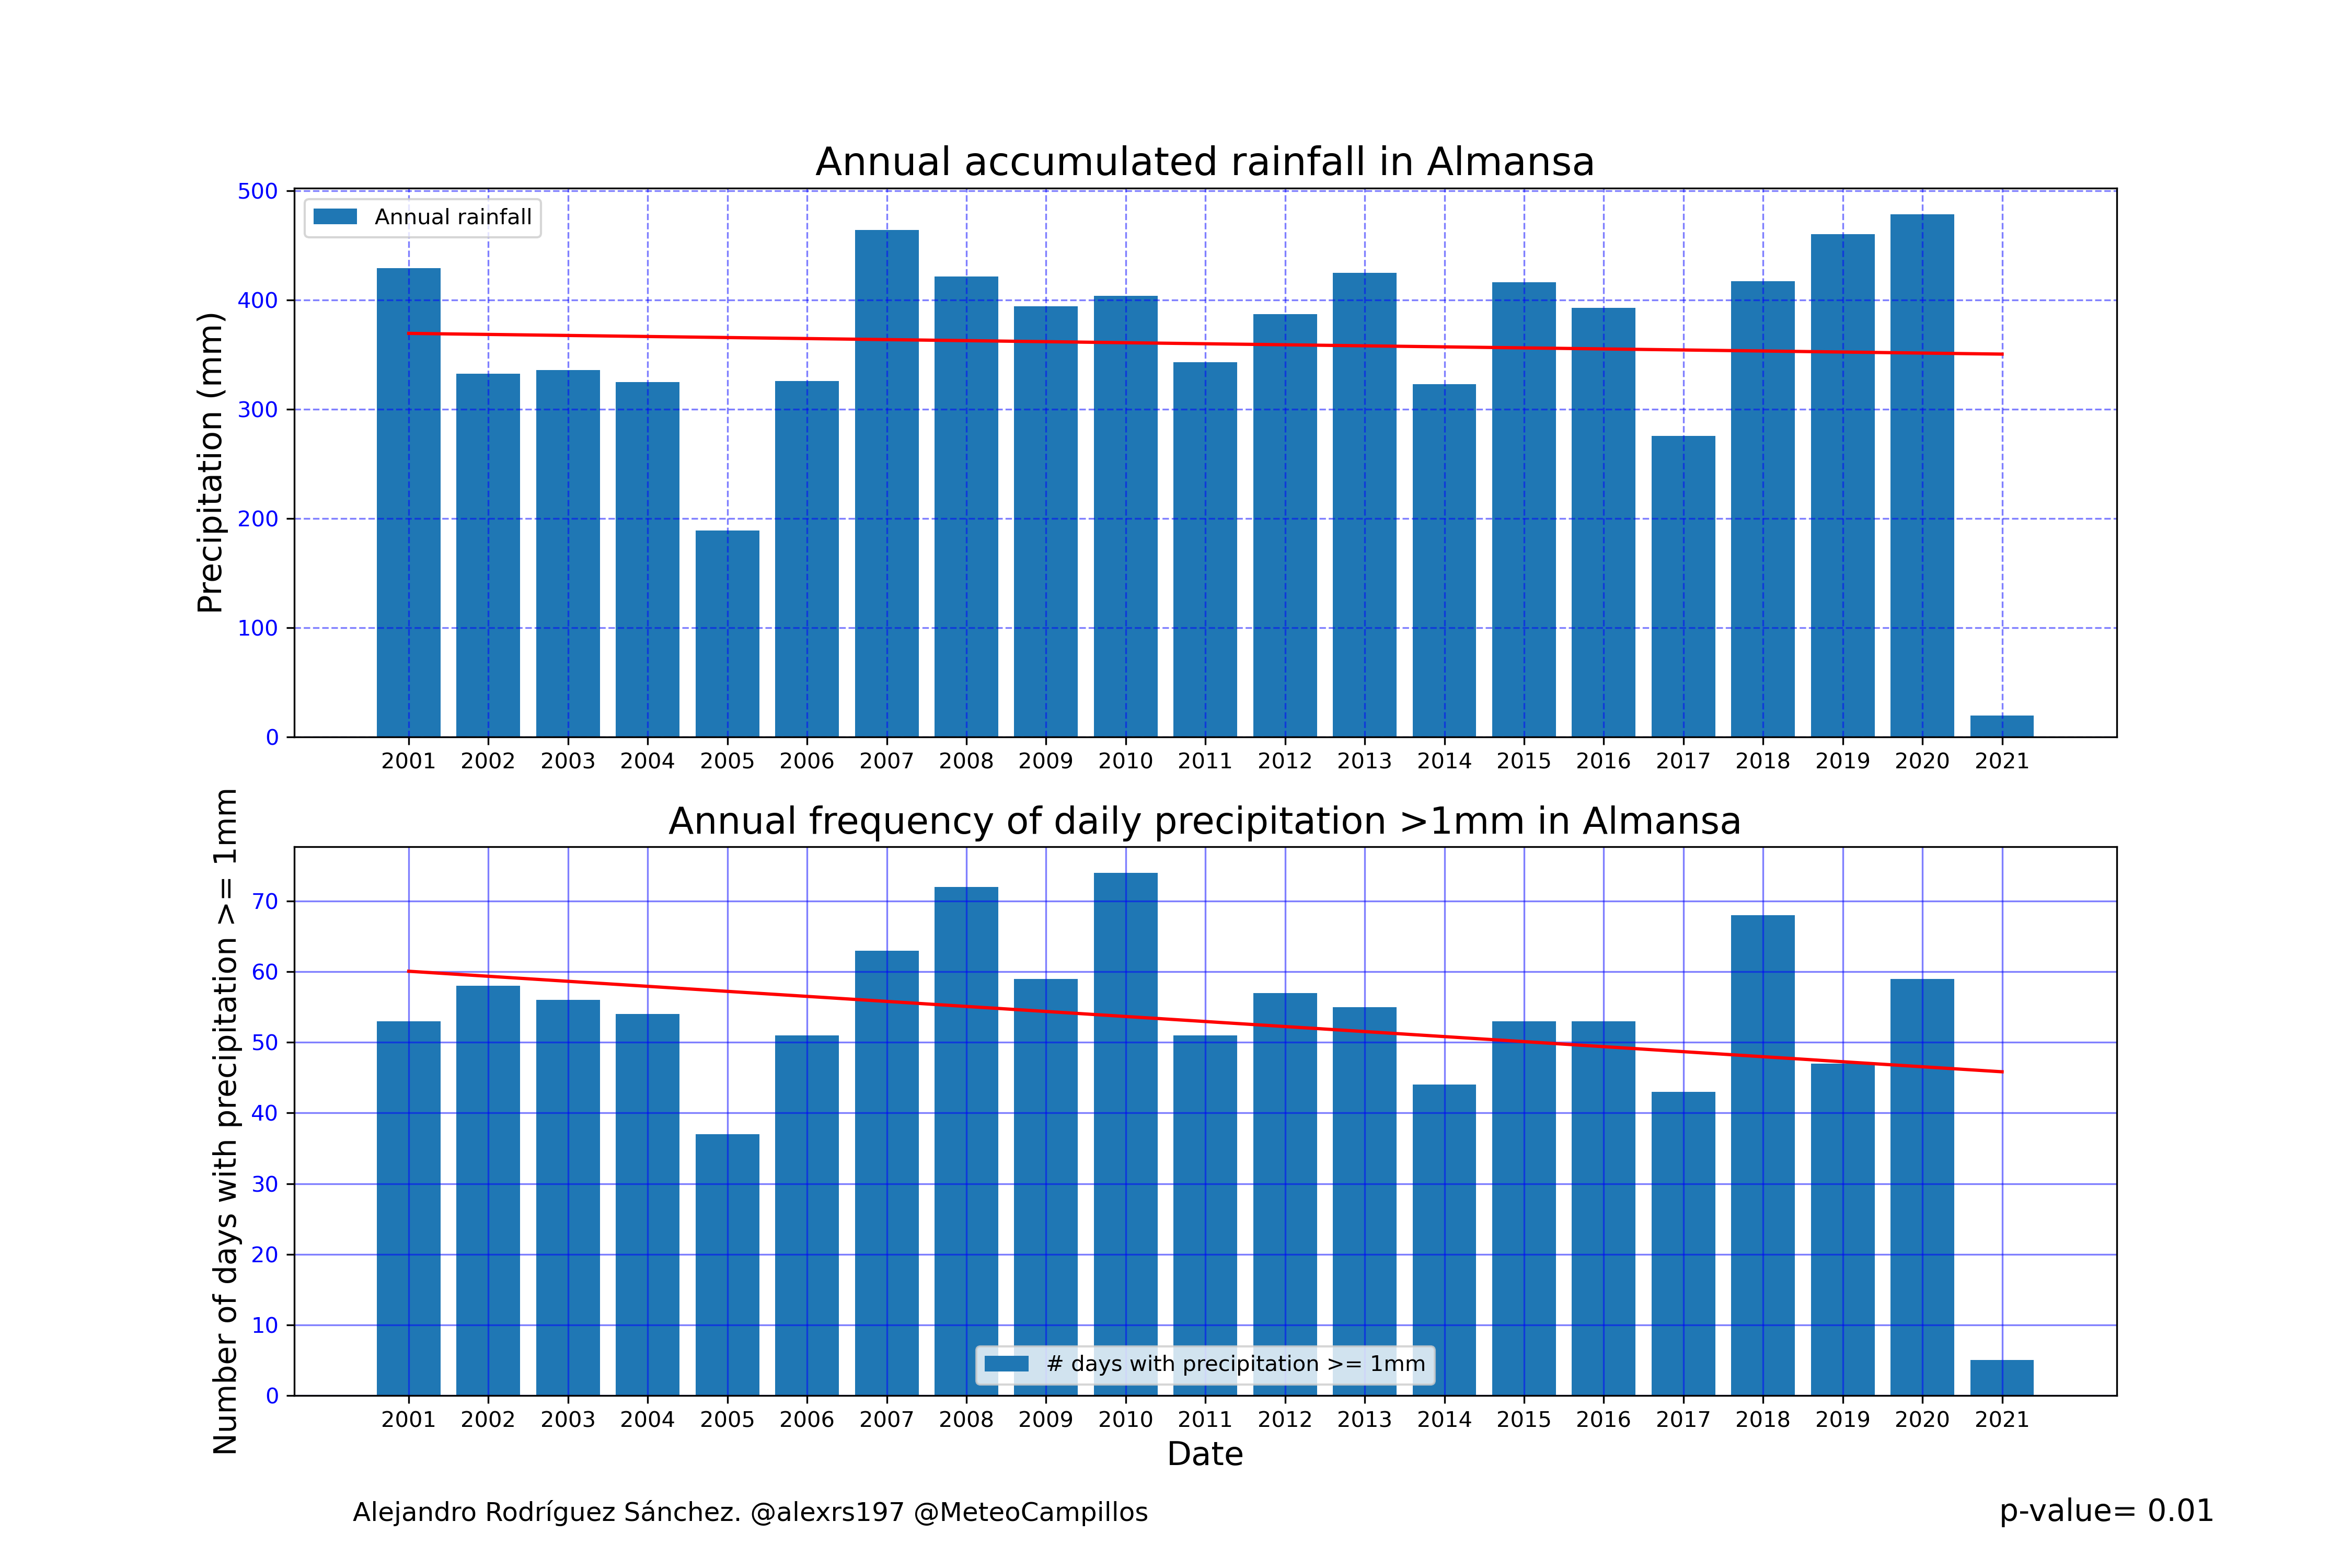 Annual accumulated rainfall in Almansa
Precipitation (mm)
500
400
300
200
100
0
Annual rainfall
2001 2002 2003 2004 2005 2006 2007 2008 2009 2010 2011 2012 2013 2014 2015 2016 2017 2018 2019 2020 2021
Annual frequency of daily precipitation >1mm in Almansa
Number of days with precipitation >= 1mm
70
60
50
40
30
20
10
0
# days with precipitation >= 1mm
2001 2002 2003 2004 2005 2006 2007 2008 2009 2010 2011 2012 2013 2014 2015 2016 2017 2018 2019 2020 2021
Date
Alejandro Rodríguez Sánchez. @alexrs197 @MeteoCampillos
p-value= 0.01